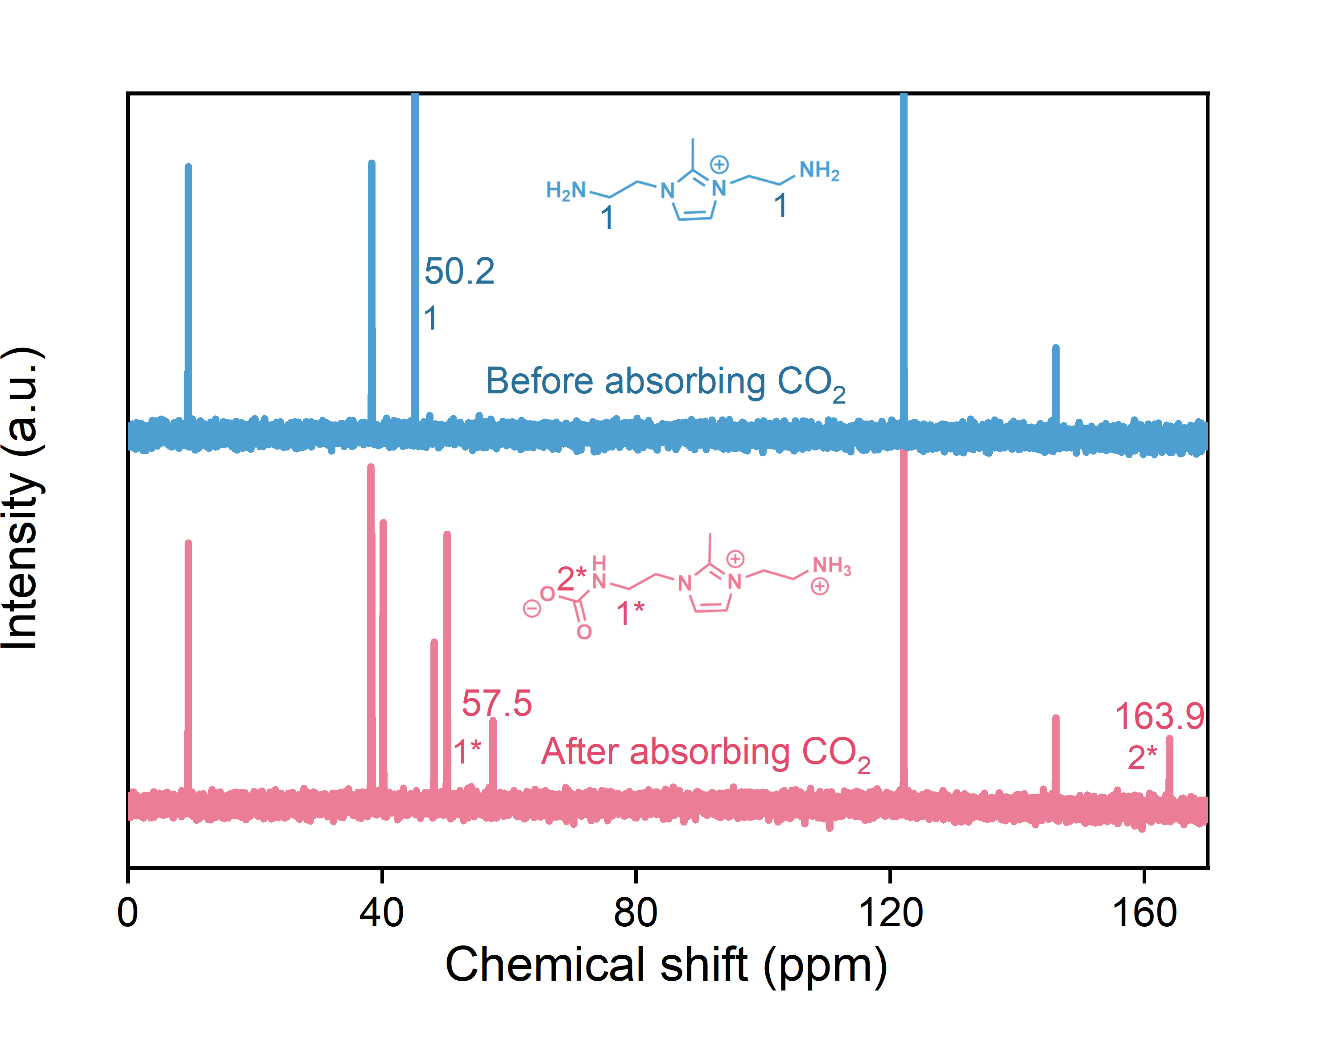 H₂N
1
N
⊕
N
1
NH₂
50.2
1
Before absorbing CO₂
⊖
O
2*
O
H
N
1*
N
⊕
N
NH₃
⊕
57.5
1*
After absorbing CO₂
163.9
2*
Intensity (a.u.)
0
40
80
120
160
Chemical shift (ppm)